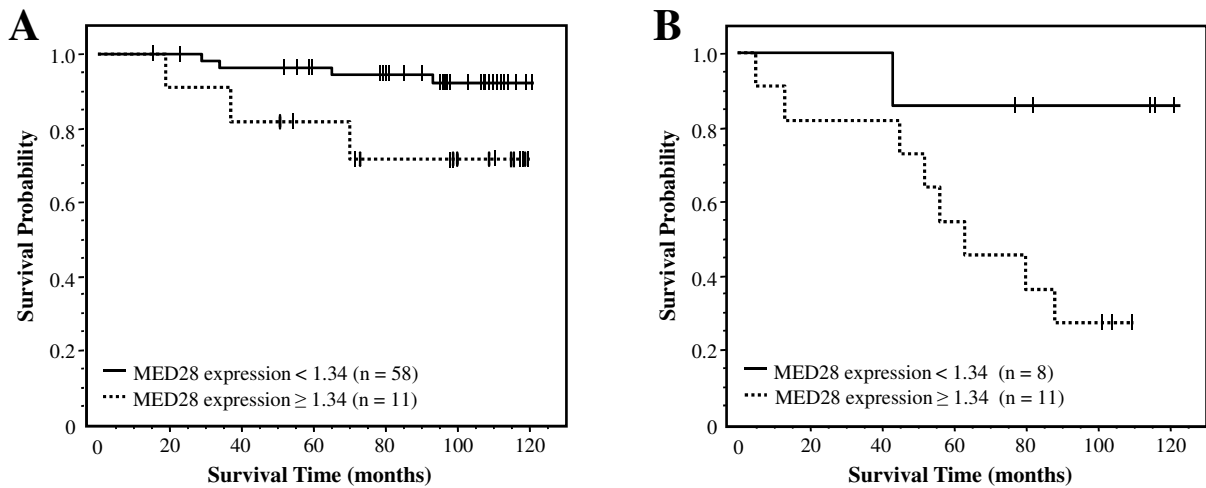 A
Survival Probability
1.0
0.8
0.6
0.4
0.2
0
MED28 expression < 1.34 (n = 58)
MED28 expression ≥ 1.34 (n = 11)
0 20 40 60 80 100 120
Survival Time (months)
B
Survival Probability
1.0
0.8
0.6
0.4
0.2
0
MED28 expression < 1.34 (n = 8)
MED28 expression ≥ 1.34 (n = 11)
0 20 40 60 80 100 120
Survival Time (months)